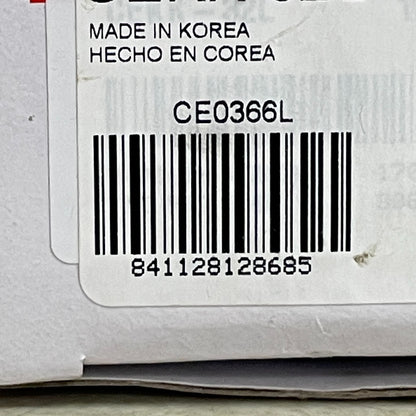 MADE IN KOREA
HECHO EN COREA
CE0366L
841128128685